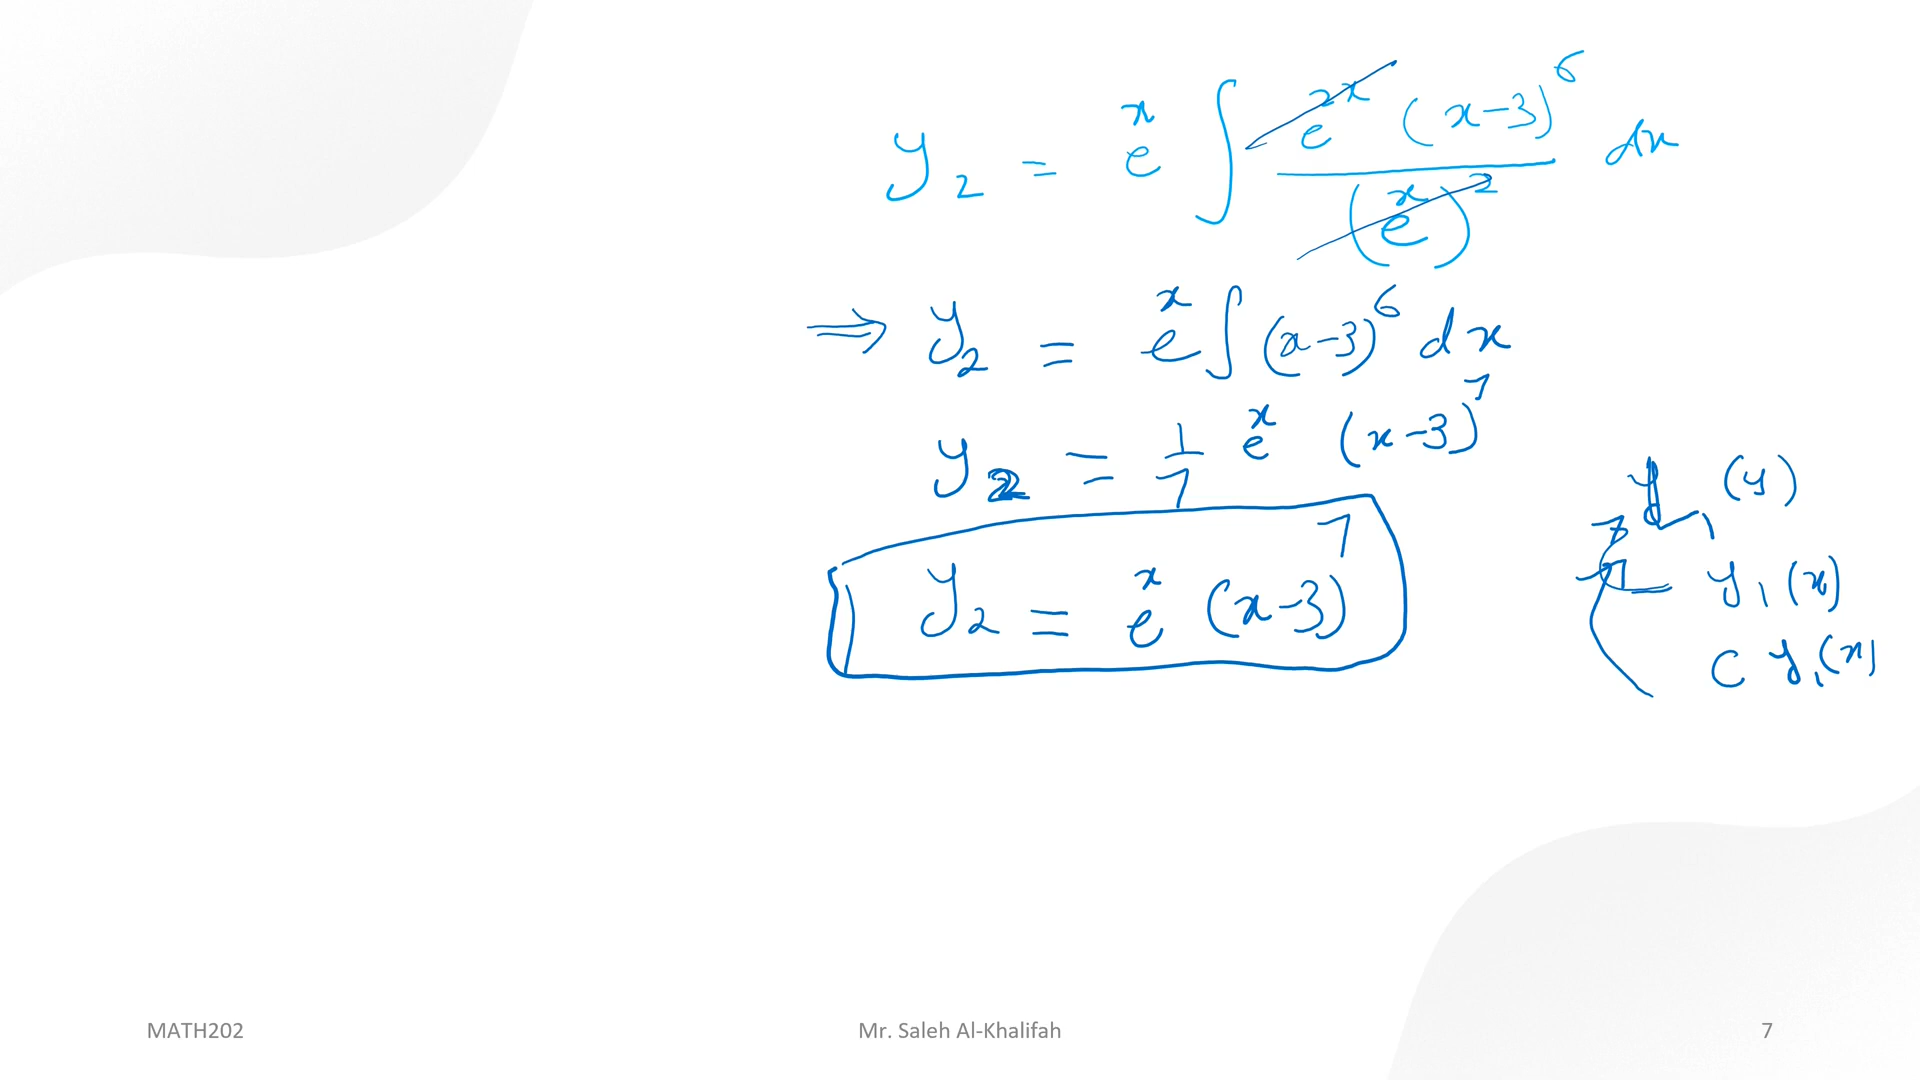 y₂ = eˣ ∫ e²ˣ (x-3)⁶ / (eˣ)² dx
⇒ y₂ = eˣ ∫ (x-3)⁶ dx
y₂ = 1/7 eˣ (x-3)⁷
y₂ = eˣ (x-3)⁷
(y)
y₁(x)
C y₁(x)
MATH202
Mr. Saleh Al-Khalifah
7